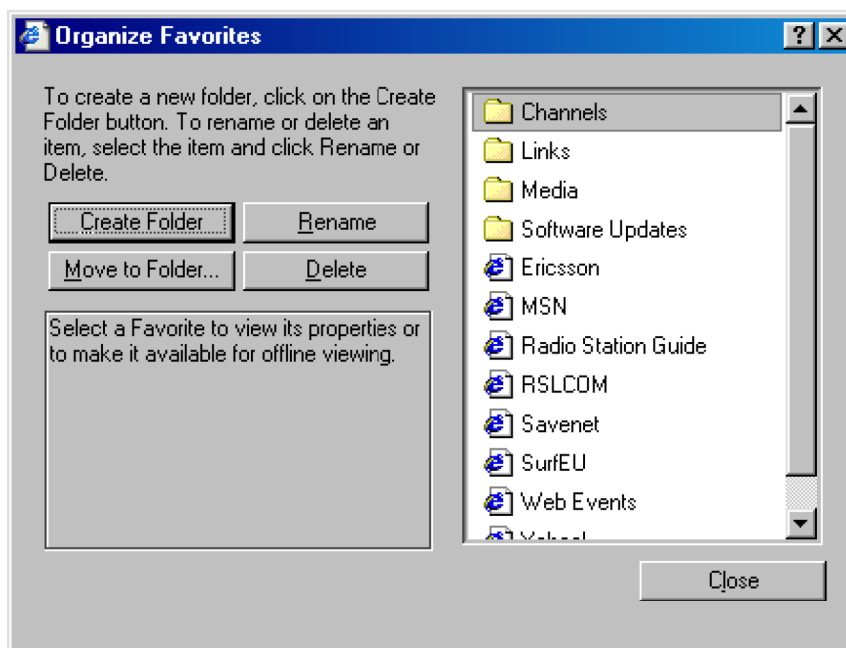 Organize Favorites
To create a new folder, click on the Create
Folder button. To rename or delete an
item, select the item and click Rename or
Delete.
Create Folder
Rename
Move to Folder...
Delete
Select a Favorite to view its properties or
to make it available for offline viewing.
Channels
Links
Media
Software Updates
Ericsson
MSN
Radio Station Guide
RSLCOM
Savenet
SurfEU
Web Events
Close